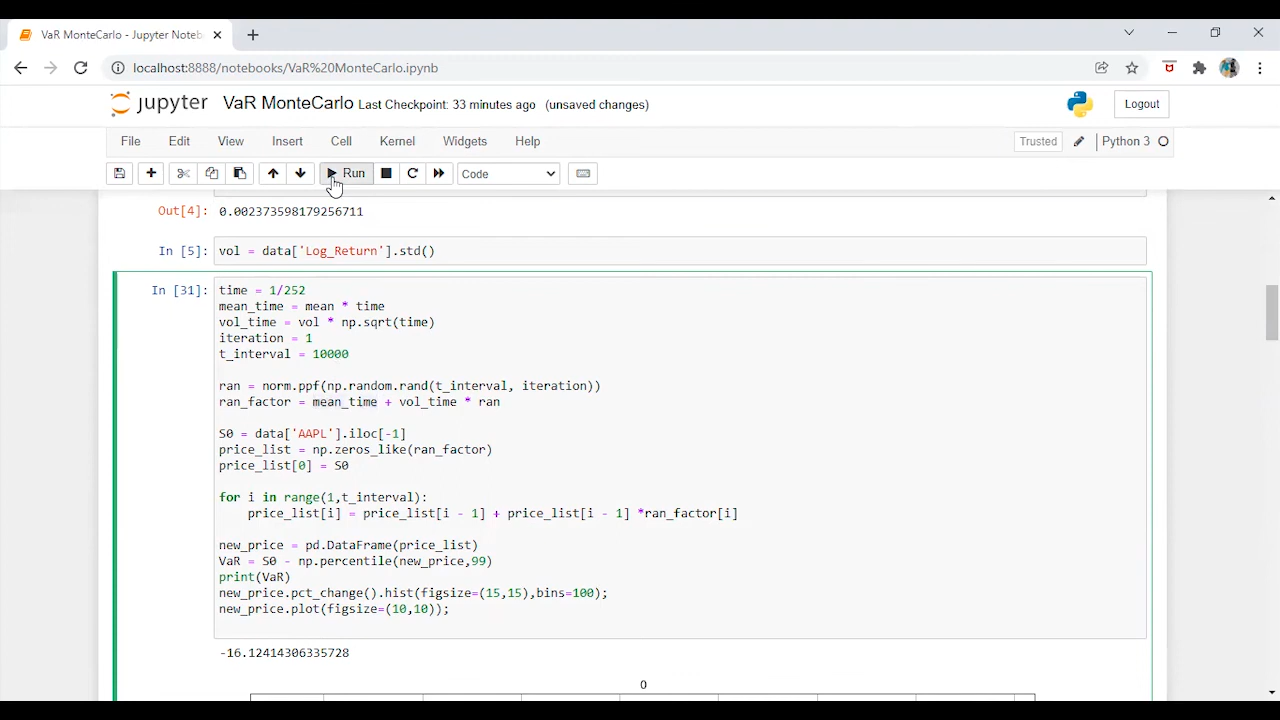 VaR MonteCarlo - Jupyter Noteb
localhost:8888/notebooks/VaR%20MonteCarlo.ipynb
jupyter VaR MonteCarlo Last Checkpoint: 33 minutes ago (unsaved changes) Logout
File Edit View Insert Cell Kernel Widgets Help Trusted Python 3
Run Code
Out[4]: 0.002373598179256711
In [5]: vol = data['Log_Return'].std()
In [31]: time = 1/252
mean_time = mean * time
vol_time = vol * np.sqrt(time)
iteration = 1
t_interval = 10000
ran = norm.ppf(np.random.rand(t_interval, iteration))
ran_factor = mean_time + vol_time * ran
S0 = data['AAPL'].iloc[-1]
price_list = np.zeros_like(ran_factor)
price_list[0] = S0
for i in range(1,t_interval):
price_list[i] = price_list[i - 1] + price_list[i - 1] *ran_factor[i]
new_price = pd.DataFrame(price_list)
VaR = S0 - np.percentile(new_price,99)
print(VaR)
new_price.pct_change().hist(figsize=(15,15),bins=100);
new_price.plot(figsize=(10,10));
-16.12414306335728
0